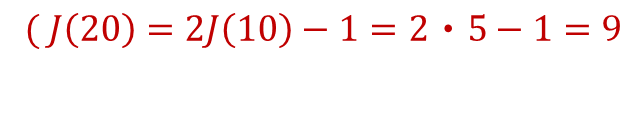 (J(20) = 2J(10) − 1 = 2 · 5 − 1 = 9